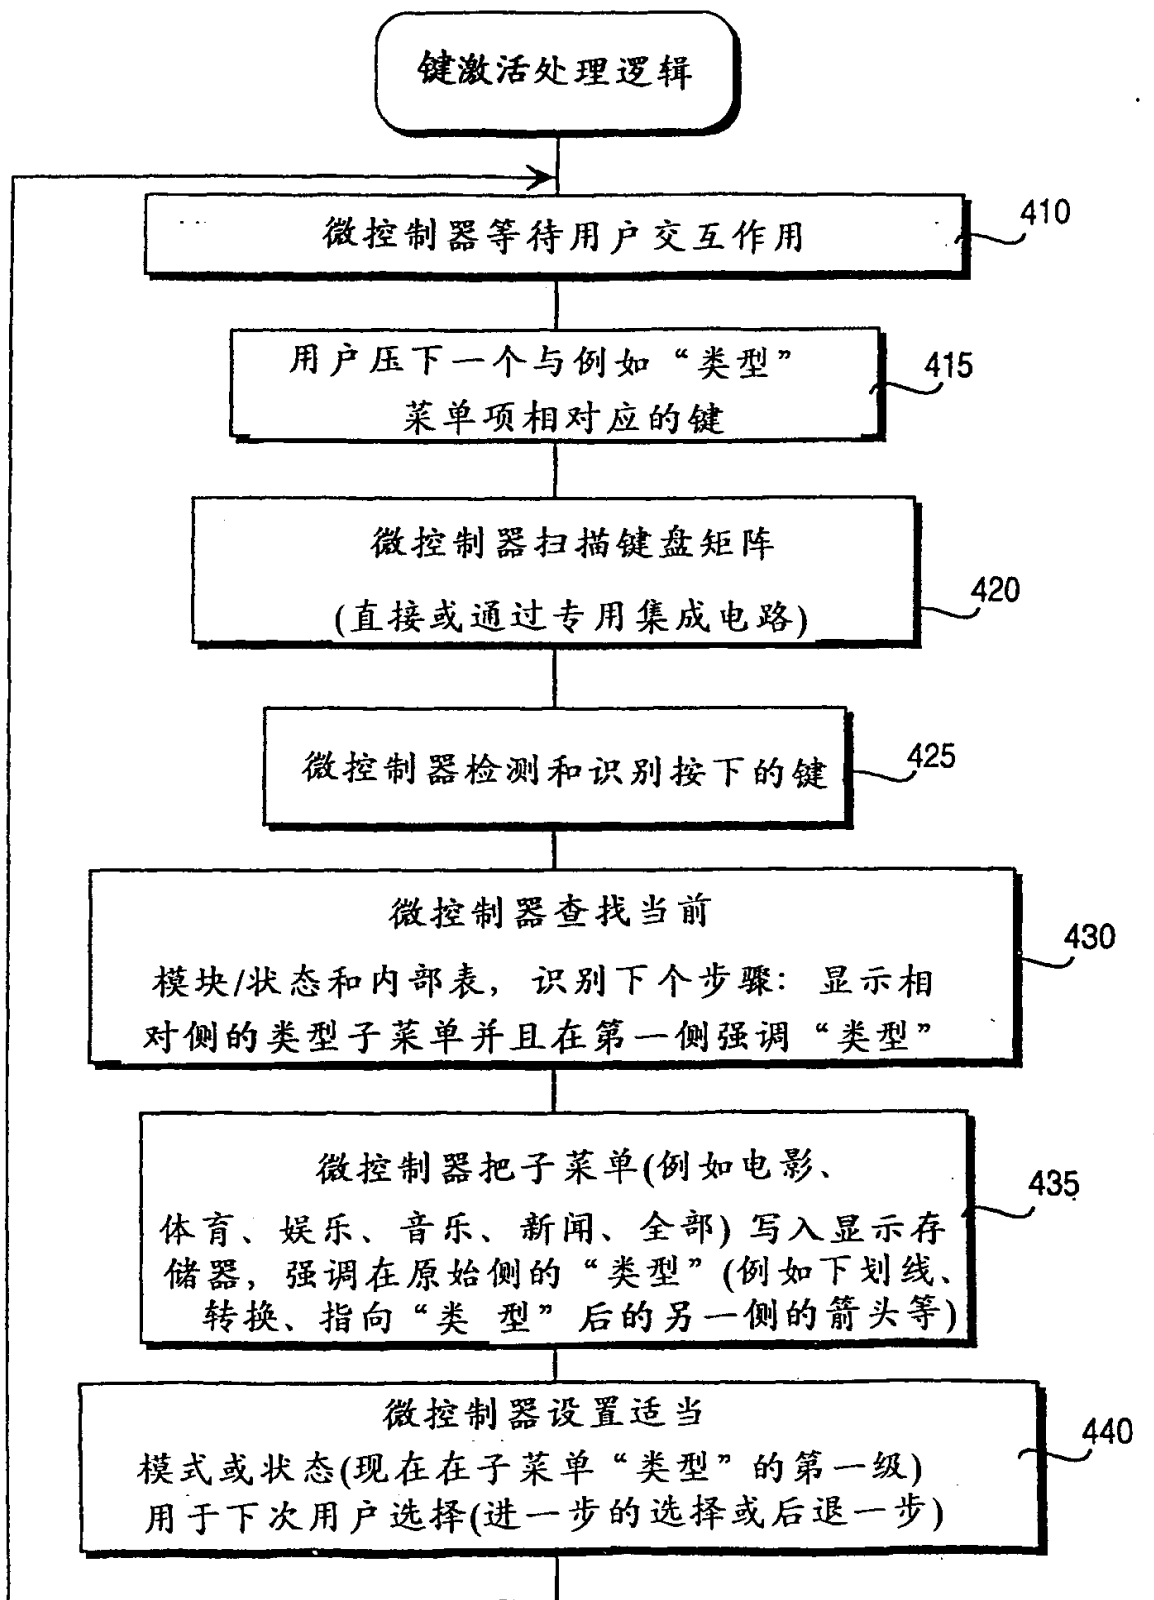 键激活处理逻辑
微控制器等待用户交互作用
410
用户压下一个与例如“类型”
菜单项相对应的键
415
微控制器扫描键盘矩阵
(直接或通过专用集成电路)
420
微控制器检测和识别按下的键
425
微控制器查找当前
模块/状态和内部表，识别下个步骤：显示相
对侧的类型子菜单并且在第一侧强调“类型”
430
微控制器把子菜单(例如电影、
体育、娱乐、音乐、新闻、全部)写入显示存
储器，强调在原始侧的“类型”(例如下划线、
转换、指向“类 型”后的另一侧的箭头等)
435
微控制器设置适当
模式或状态(现在在子菜单“类型”的第一级)
用于下次用户选择(进一步的选择或后退一步)
440